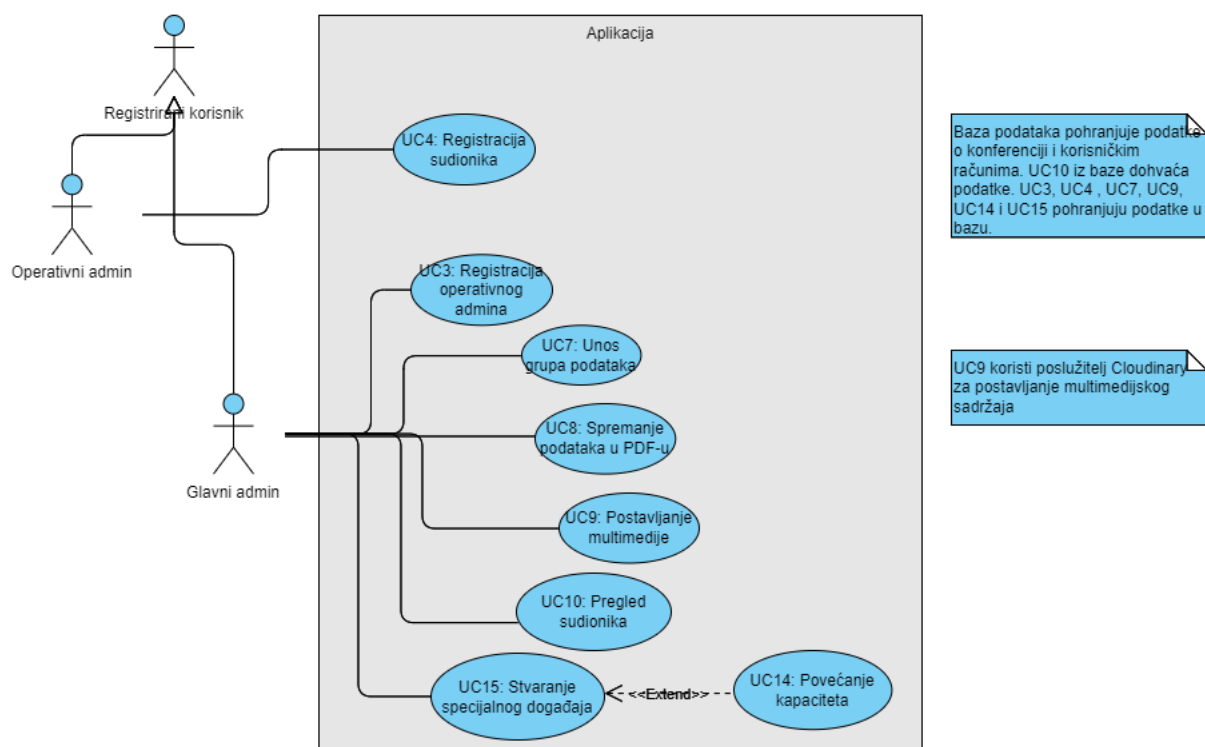 Aplikacija
Registrirani korisnik
UC4: Registracija
sudionika
Operativni admin
Baza podataka pohranjuje podatke
o konferenciji i korisničkim
računima. UC10 iz baze dohvaća
podatke. UC3, UC4 , UC7, UC9,
UC14 i UC15 pohranjuju podatke u
bazu.
UC3: Registracija
operativnog
admina
UC7: Unos
grupa podataka
UC9 koristi poslužitelj Cloudinary
za postavljanje multimedijskog
sadržaja
Glavni admin
UC8: Spremanje
podataka u PDF-u
UC9: Postavljanje
multimedije
UC10: Pregled
sudionika
UC15: Stvaranje
specijalnog događaja
<<Extend>>
UC14: Povećanje
kapaciteta